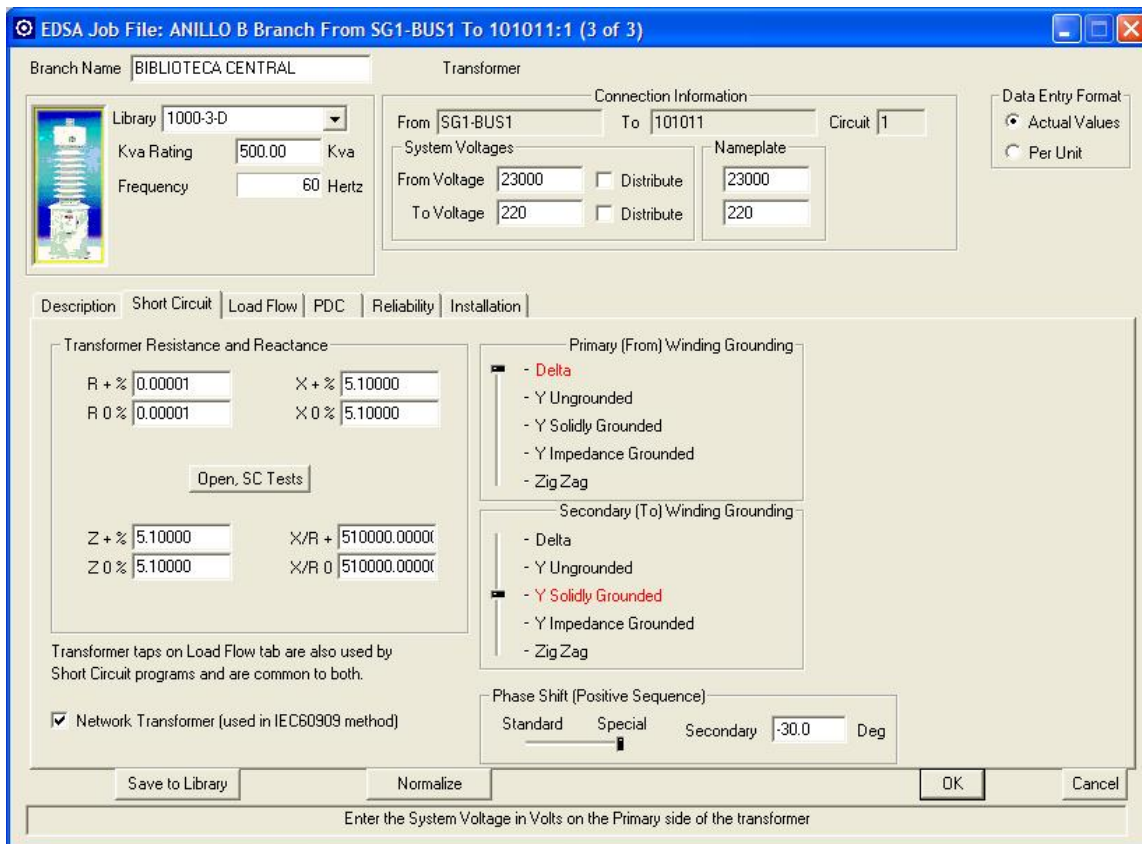 EDSA Job File: ANILLO B Branch From SG1-BUS1 To 101011:1 (3 of 3)
Branch Name BIBLIOTECA CENTRAL Transformer
Library 1000-3-D
Kva Rating 500.00 Kva
Frequency 60 Hertz
Connection Information
From SG1-BUS1 To 101011 Circuit 1
System Voltages Nameplate
From Voltage 23000 Distribute 23000
To Voltage 220 Distribute 220
Data Entry Format
Actual Values
Per Unit
Description Short Circuit Load Flow PDC Reliability Installation
Transformer Resistance and Reactance
R + % 0.00001 X + % 5.10000
R 0 % 0.00001 X 0 % 5.10000
Open, SC Tests
Z + % 5.10000 X/R + 510000.0000
Z 0 % 5.10000 X/R 0 510000.0000
Transformer taps on Load Flow tab are also used by
Short Circuit programs and are common to both.
Network Transformer (used in IEC60909 method)
Primary (From) Winding Grounding
- Delta
- Y Ungrounded
- Y Solidly Grounded
- Y Impedance Grounded
- Zig Zag
Secondary (To) Winding Grounding
- Delta
- Y Ungrounded
- Y Solidly Grounded
- Y Impedance Grounded
- Zig Zag
Phase Shift (Positive Sequence)
Standard Special Secondary -30.0 Deg
Save to Library Normalize OK Cancel
Enter the System Voltage in Volts on the Primary side of the transformer